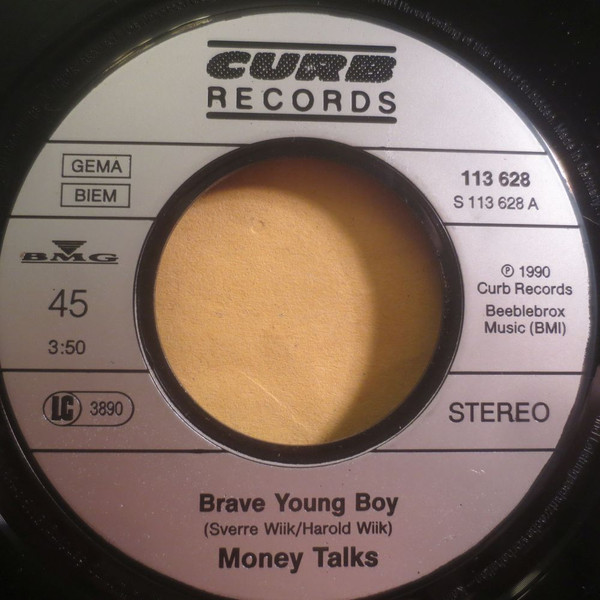 CURB
RECORDS
GEMA
BIEM
113 628
S 113 628 A
BMG
45
3:50
℗ 1990
Curb Records
Beeblebrox
Music (BMI)
LC 3890
STEREO
Brave Young Boy
(Sverre Wiik/Harold Wiik)
Money Talks